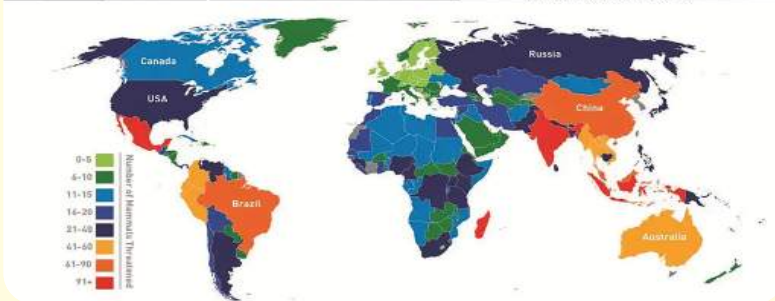 Canada
USA
Russia
China
Brazil
Australia
Number of Mammals Threatened
0-5
6-10
11-15
16-20
21-40
41-60
61-90
91+